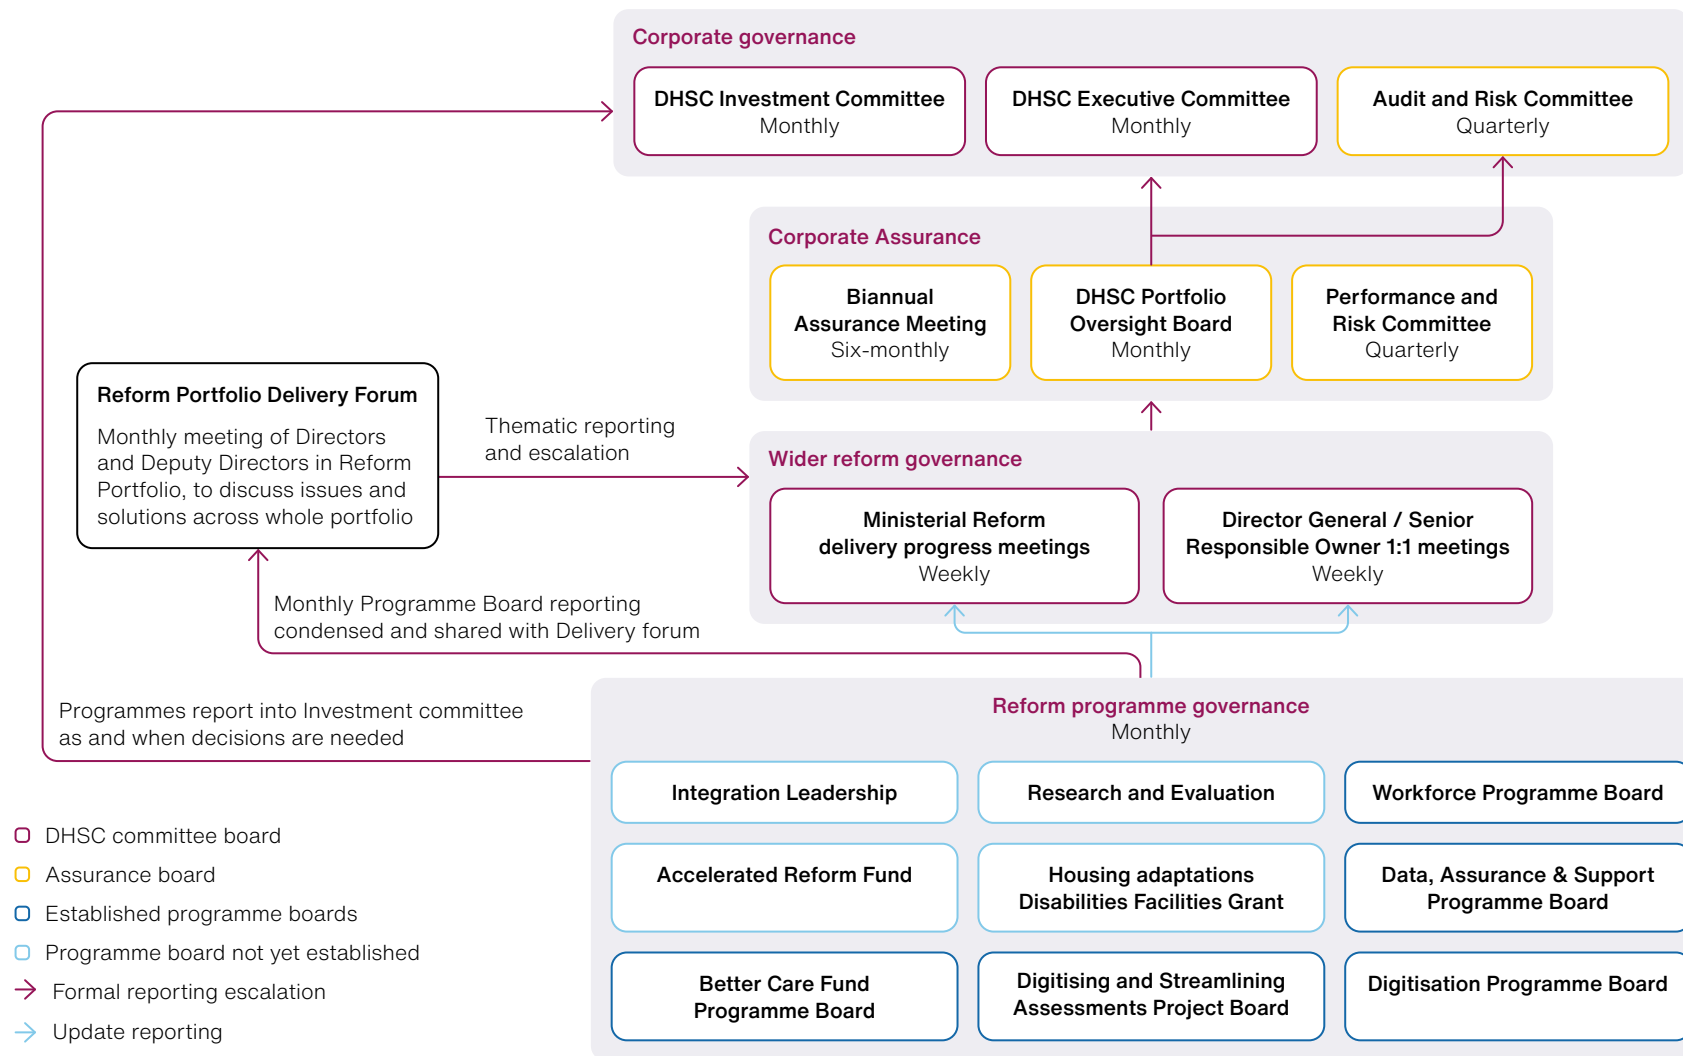 Corporate governance
DHSC Investment Committee
Monthly
DHSC Executive Committee
Monthly
Audit and Risk Committee
Quarterly
Corporate Assurance
Biannual
Assurance Meeting
Six-monthly
DHSC Portfolio
Oversight Board
Monthly
Performance and
Risk Committee
Quarterly
Reform Portfolio Delivery Forum
Monthly meeting of Directors
and Deputy Directors in Reform
Portfolio, to discuss issues and
solutions across whole portfolio
Thematic reporting
and escalation
Wider reform governance
Ministerial Reform
delivery progress meetings
Weekly
Director General / Senior
Responsible Owner 1:1 meetings
Weekly
Monthly Programme Board reporting
condensed and shared with Delivery forum
Programmes report into Investment committee
as and when decisions are needed
Reform programme governance
Monthly
Integration Leadership
Research and Evaluation
Workforce Programme Board
Accelerated Reform Fund
Housing adaptations
Disabilities Facilities Grant
Data, Assurance & Support
Programme Board
Better Care Fund
Programme Board
Digitising and Streamlining
Assessments Project Board
Digitisation Programme Board
DHSC committee board
Assurance board
Established programme boards
Programme board not yet established
Formal reporting escalation
Update reporting